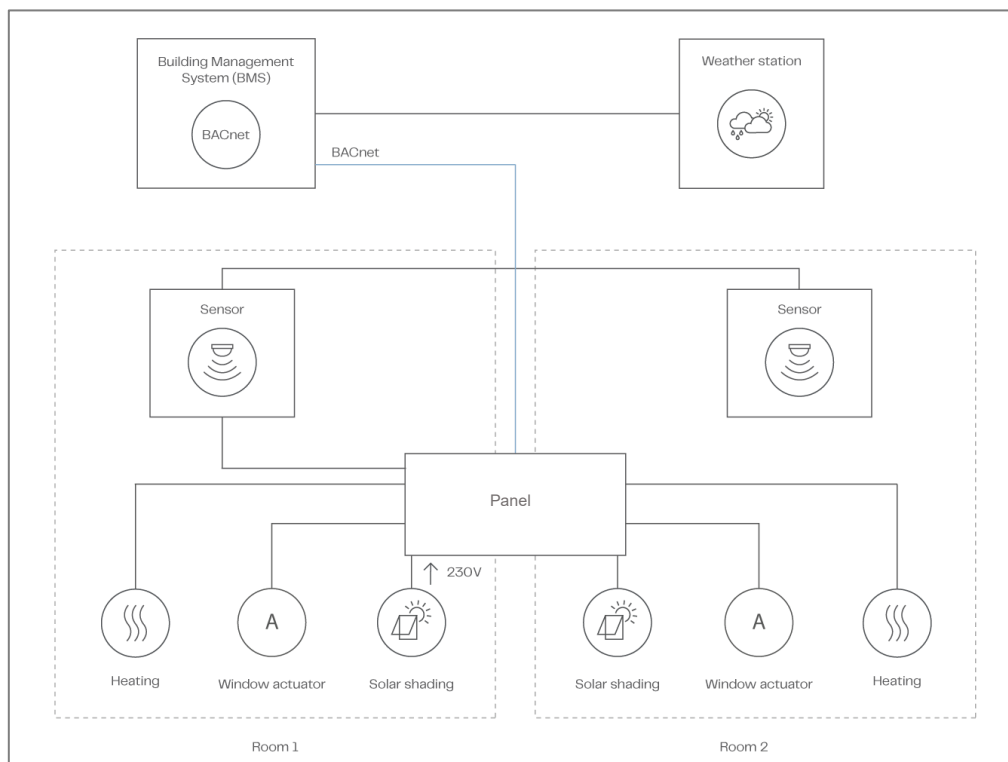 Building Management
System (BMS)
BACnet
Weather station
BACnet
Sensor
Sensor
Panel
230V
A
A
Heating
Window actuator
Solar shading
Solar shading
Window actuator
Heating
Room 1
Room 2